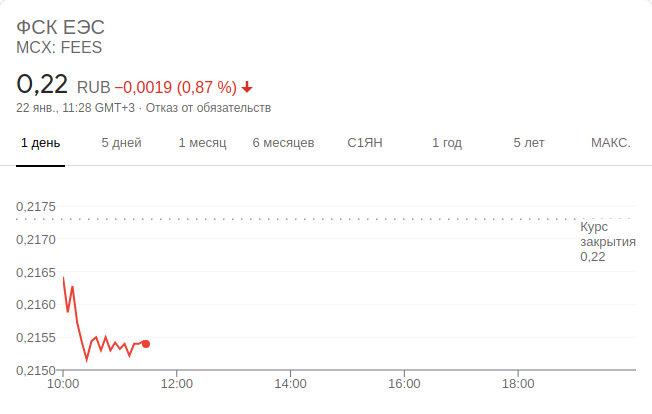 ФСК ЕЭС
MCX: FEES
0,22 RUB −0,0019 (0,87 %)
22 янв., 11:28 GMT+3 · Отказ от обязательств
1 день 5 дней 1 месяц 6 месяцев С1ЯН 1 год 5 лет МАКС.
0,2175
Курс
0,2170
закрытия
0,22
0,2165
0,2160
0,2155
0,2150
10:00 12:00 14:00 16:00 18:00